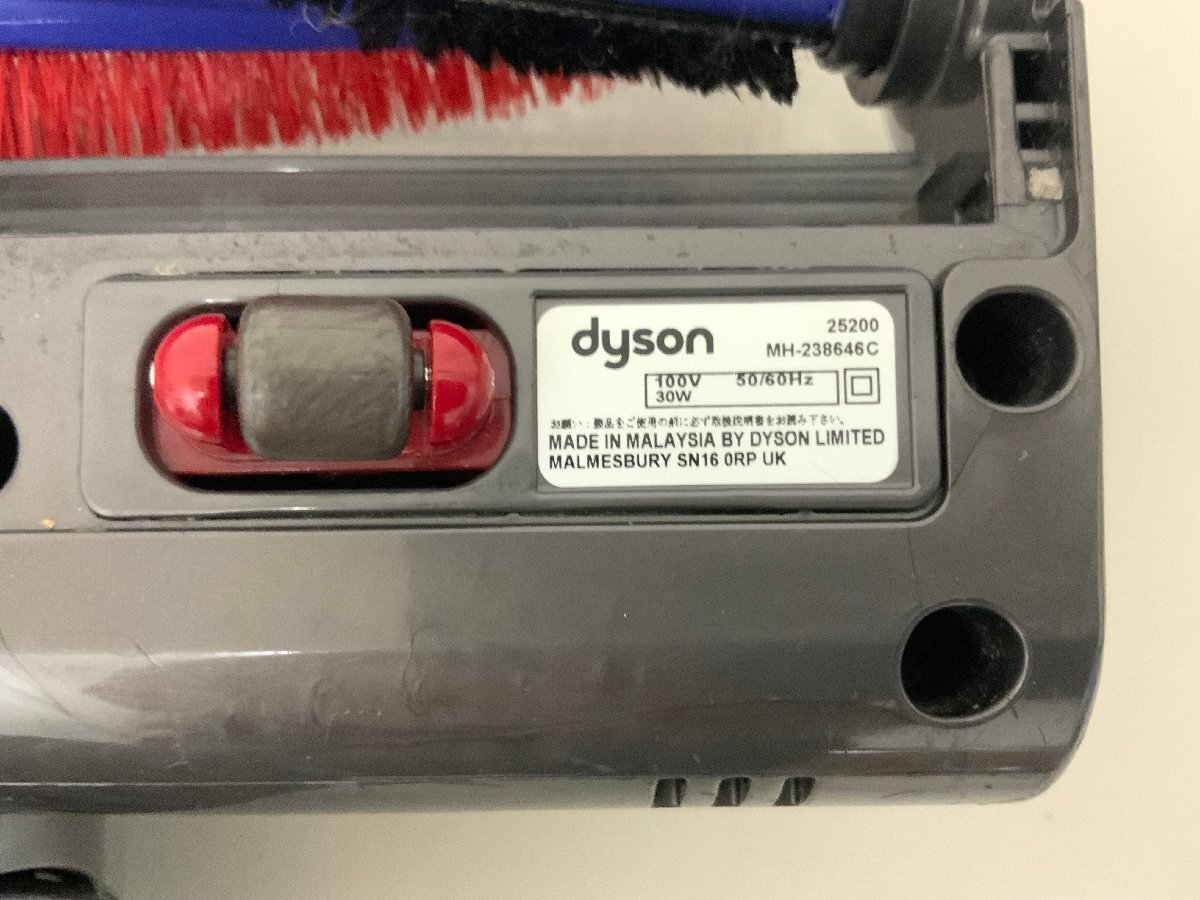 dyson
25200
MH-238646C
100V 50/60Hz
30W
お願い：製品をご使用の前に必ず取扱説明書をお読み下さい。
MADE IN MALAYSIA BY DYSON LIMITED
MALMESBURY SN16 0RP UK